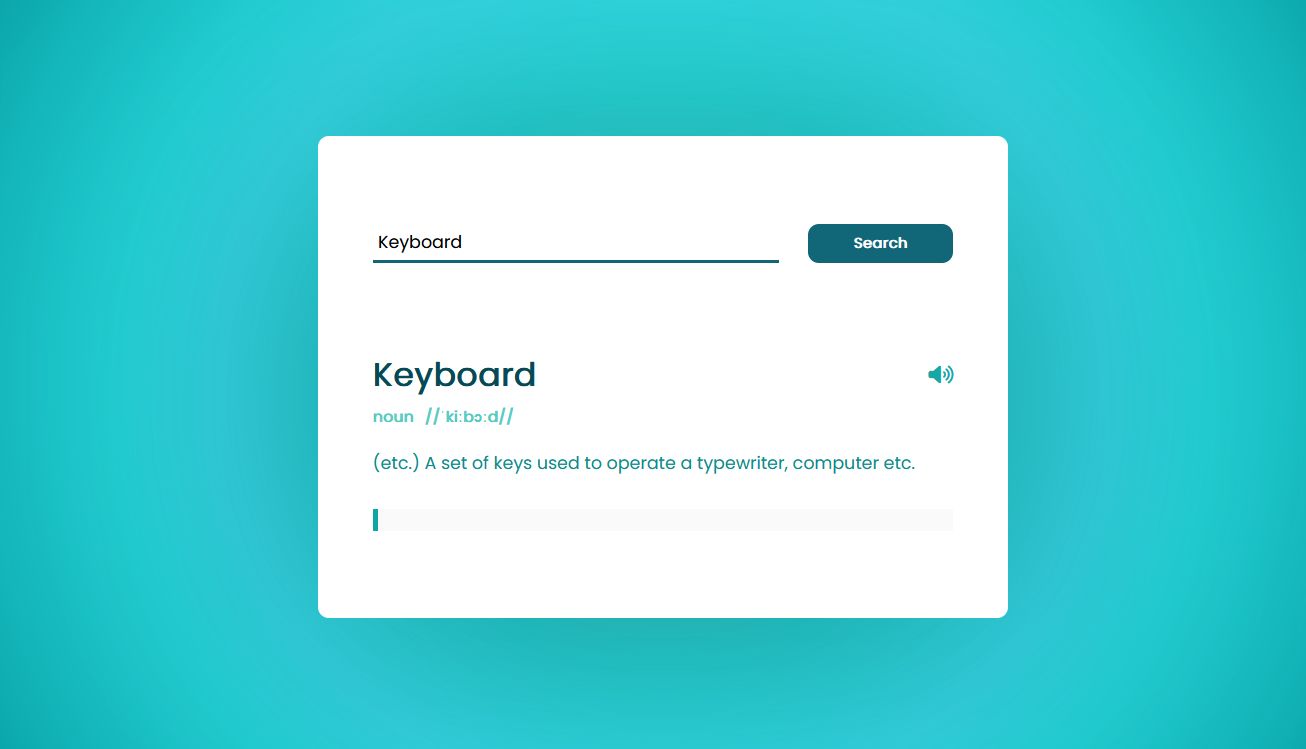 Keyboard
Search
Keyboard
noun //ˈkiːbɔːd//
(etc.) A set of keys used to operate a typewriter, computer etc.